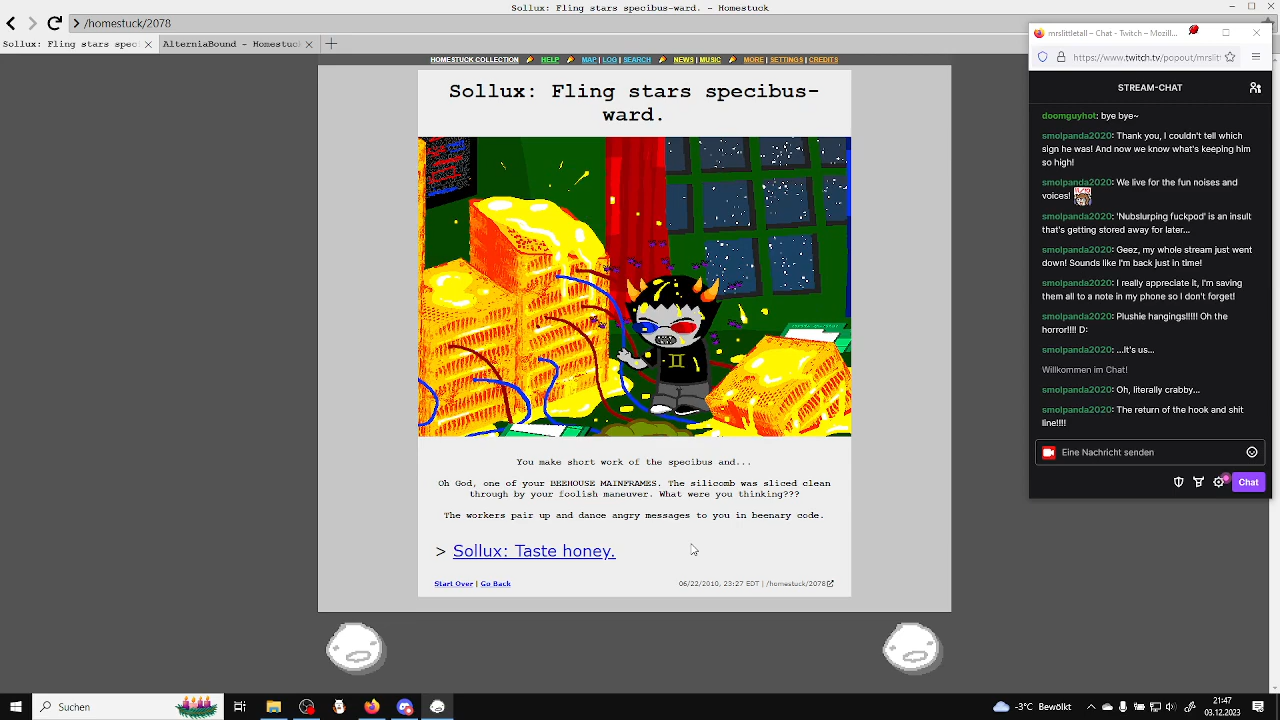 Sollux: Fling stars specibus-ward. - Homestuck
/homestuck/2078
Sollux: Fling stars spec
AlterniaBound - Homestuc
HOMESTUCK COLLECTION
HELP
MAP | LOG | SEARCH
NEWS | MUSIC
MORE | SETTINGS | CREDITS
Sollux: Fling stars specibus-
ward.
You make short work of the specibus and...
Oh God, one of your BEEHOUSE MAINFRAMES. The silicomb was sliced clean
through by your foolish maneuver. What were you thinking???
The workers pair up and dance angry messages to you in beenary code.
> Sollux: Taste honey.
Start Over | Go Back
06/22/2010, 23:27 EDT | /homestuck/2078
mrslittletall – Chat – Twitch – Mozill...
https://www.twitch.tv/popout/mrslit
STREAM-CHAT
doomguyhot: bye bye~
smolpanda2020: Thank you, I couldn't tell which
sign he was! And now we know what's keeping him
so high!
smolpanda2020: We live for the fun noises and
voices!
smolpanda2020: 'Nubslurping fuckpod' is an insult
that's getting stored away for later...
smolpanda2020: Geez, my whole stream just went
down! Sounds like I'm back just in time!
smolpanda2020: I really appreciate it, I'm saving
them all to a note in my phone so I don't forget!
smolpanda2020: Plushie hangings!!!!! Oh the
horror!!!! D:
smolpanda2020: ...It's us...
Willkommen im Chat!
smolpanda2020: Oh, literally crabby...
smolpanda2020: The return of the hook and shit
line!!!!
Eine Nachricht senden
Chat
Suchen
-3°C Bewölkt
21:47
03.12.2023